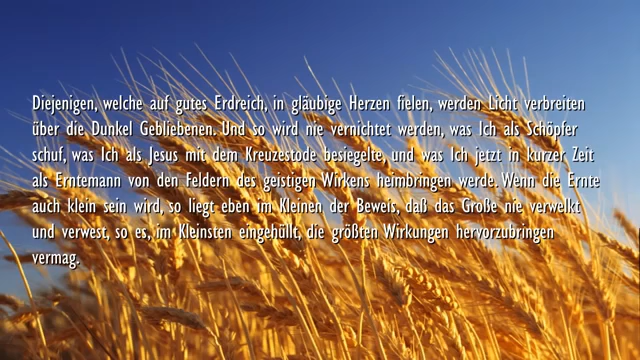 Diejenigen, welche auf gutes Erdreich, in gläubige Herzen fielen, werden Licht verbreiten
über die Dunkel Gebliebenen. Und so wird nie vernichtet werden, was Ich als Schöpfer
schuf, was Ich als Jesus mit dem Kreuzestode besiegelte, und was Ich jetzt in kurzer Zeit
als Erntemann von den Feldern des geistigen Wirkens heimbringen werde. Wenn die Ernte
auch klein sein wird, so liegt eben im Kleinen der Beweis, daß das Große nie verwelkt
und verwest, so es, im Kleinsten eingehüllt, die größten Wirkungen hervorzubringen
vermag.